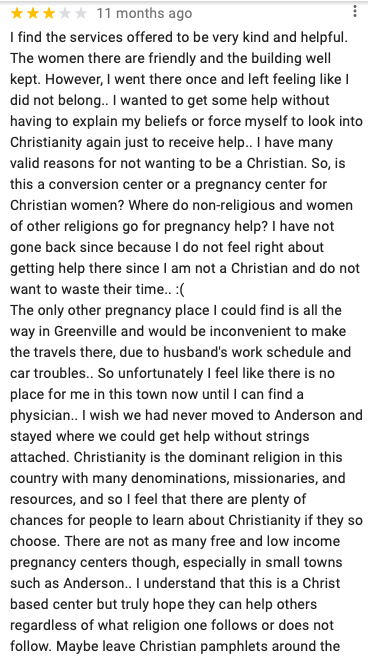 11 months ago
I find the services offered to be very kind and helpful.
The women there are friendly and the building well
kept. However, I went there once and left feeling like I
did not belong.. I wanted to get some help without
having to explain my beliefs or force myself to look into
Christianity again just to receive help.. I have many
valid reasons for not wanting to be a Christian. So, is
this a conversion center or a pregnancy center for
Christian women? Where do non-religious and women
of other religions go for pregnancy help? I have not
gone back since because I do not feel right about
getting help there since I am not a Christian and do not
want to waste their time.. :(
The only other pregnancy place I could find is all the
way in Greenville and would be inconvenient to make
the travels there, due to husband's work schedule and
car troubles.. So unfortunately I feel like there is no
place for me in this town now until I can find a
physician.. I wish we had never moved to Anderson and
stayed where we could get help without strings
attached. Christianity is the dominant religion in this
country with many denominations, missionaries, and
resources, and so I feel that there are plenty of
chances for people to learn about Christianity if they so
choose. There are not as many free and low income
pregnancy centers though, especially in small towns
such as Anderson.. I understand that this is a Christ
based center but truly hope they can help others
regardless of what religion one follows or does not
follow. Maybe leave Christian pamphlets around the